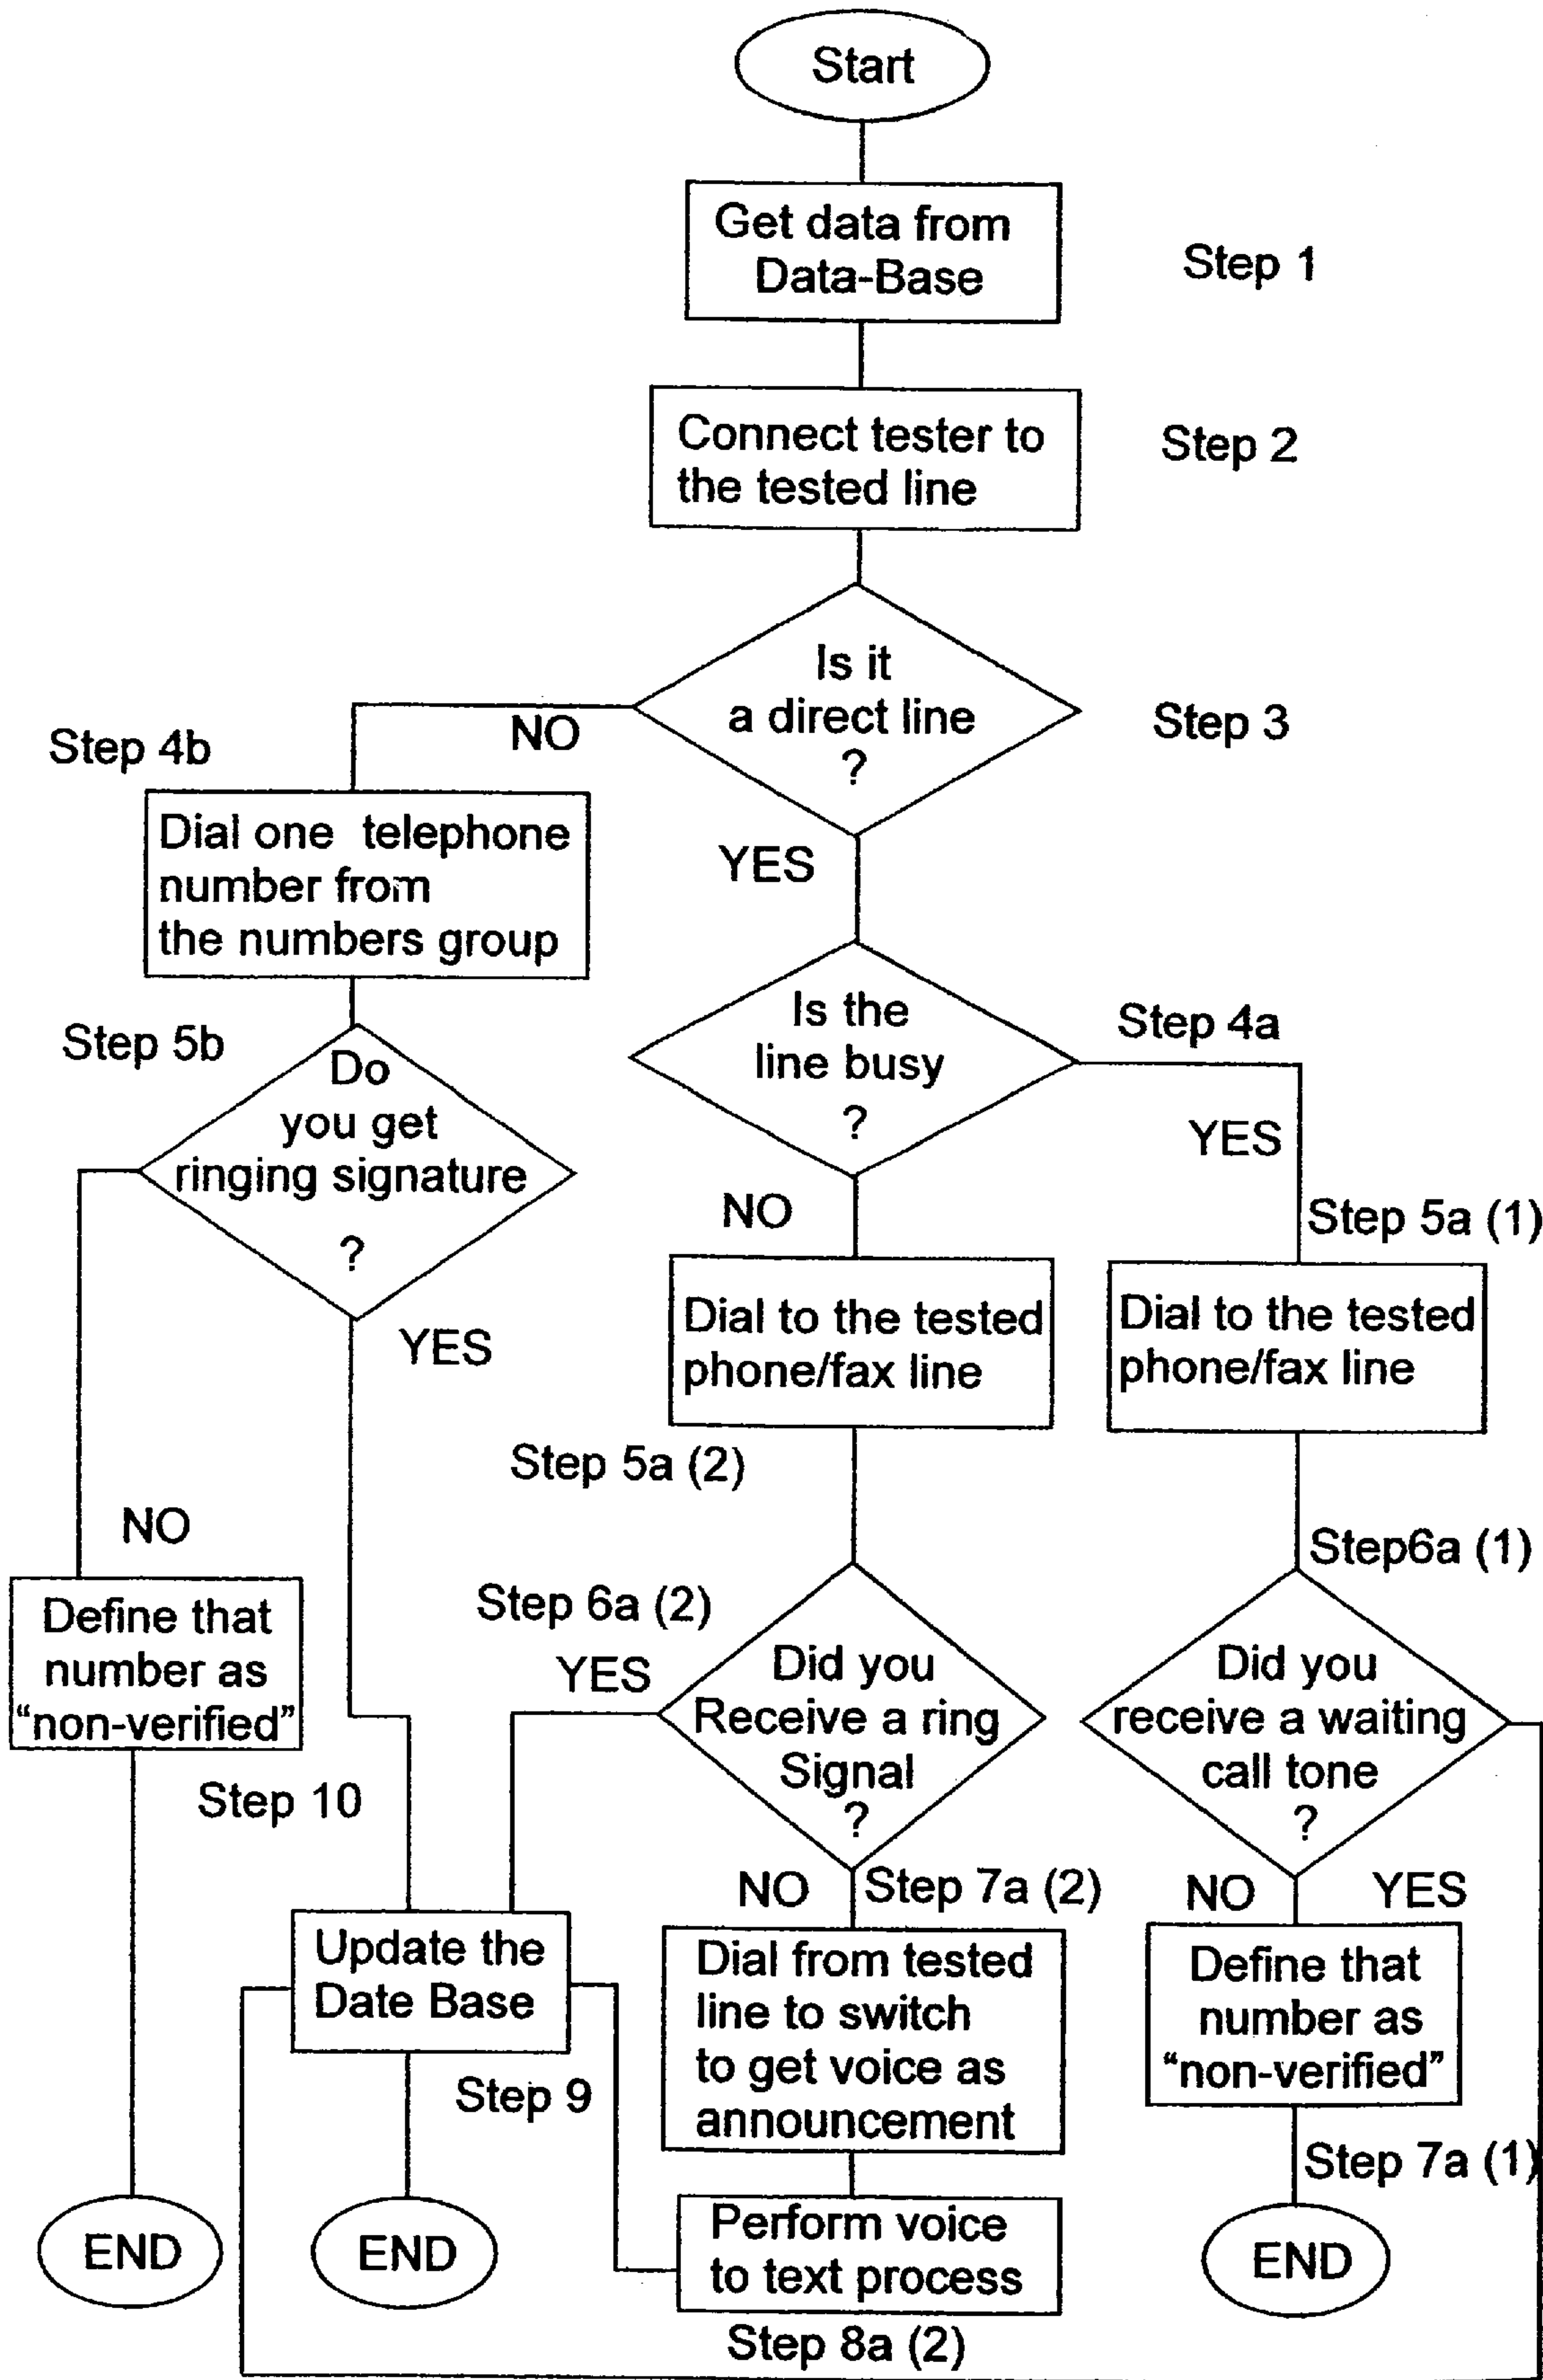 Start
Get data from
Data-Base
Step 1
Connect tester to
the tested line
Step 2
Is it
a direct line
?
Step 3
NO
YES
Step 4b
Dial one telephone
number from
the numbers group
Is the
line busy
?
Step 4a
YES
NO
Step 5b
Do
you get
ringing signature
?
NO
YES
Step 5a (1)
Dial to the tested
phone/fax line
Dial to the tested
phone/fax line
Step 5a (2)
Step6a (1)
Define that
number as
“non-verified”
Step 6a (2)
YES
Did you
Receive a ring
Signal
?
Did you
receive a waiting
call tone
?
Step 10
NO
Step 7a (2)
NO
YES
Update the
Date Base
Dial from tested
line to switch
to get voice as
announcement
Define that
number as
“non-verified”
Step 9
Step 7a (1)
END
END
Perform voice
to text process
END
Step 8a (2)